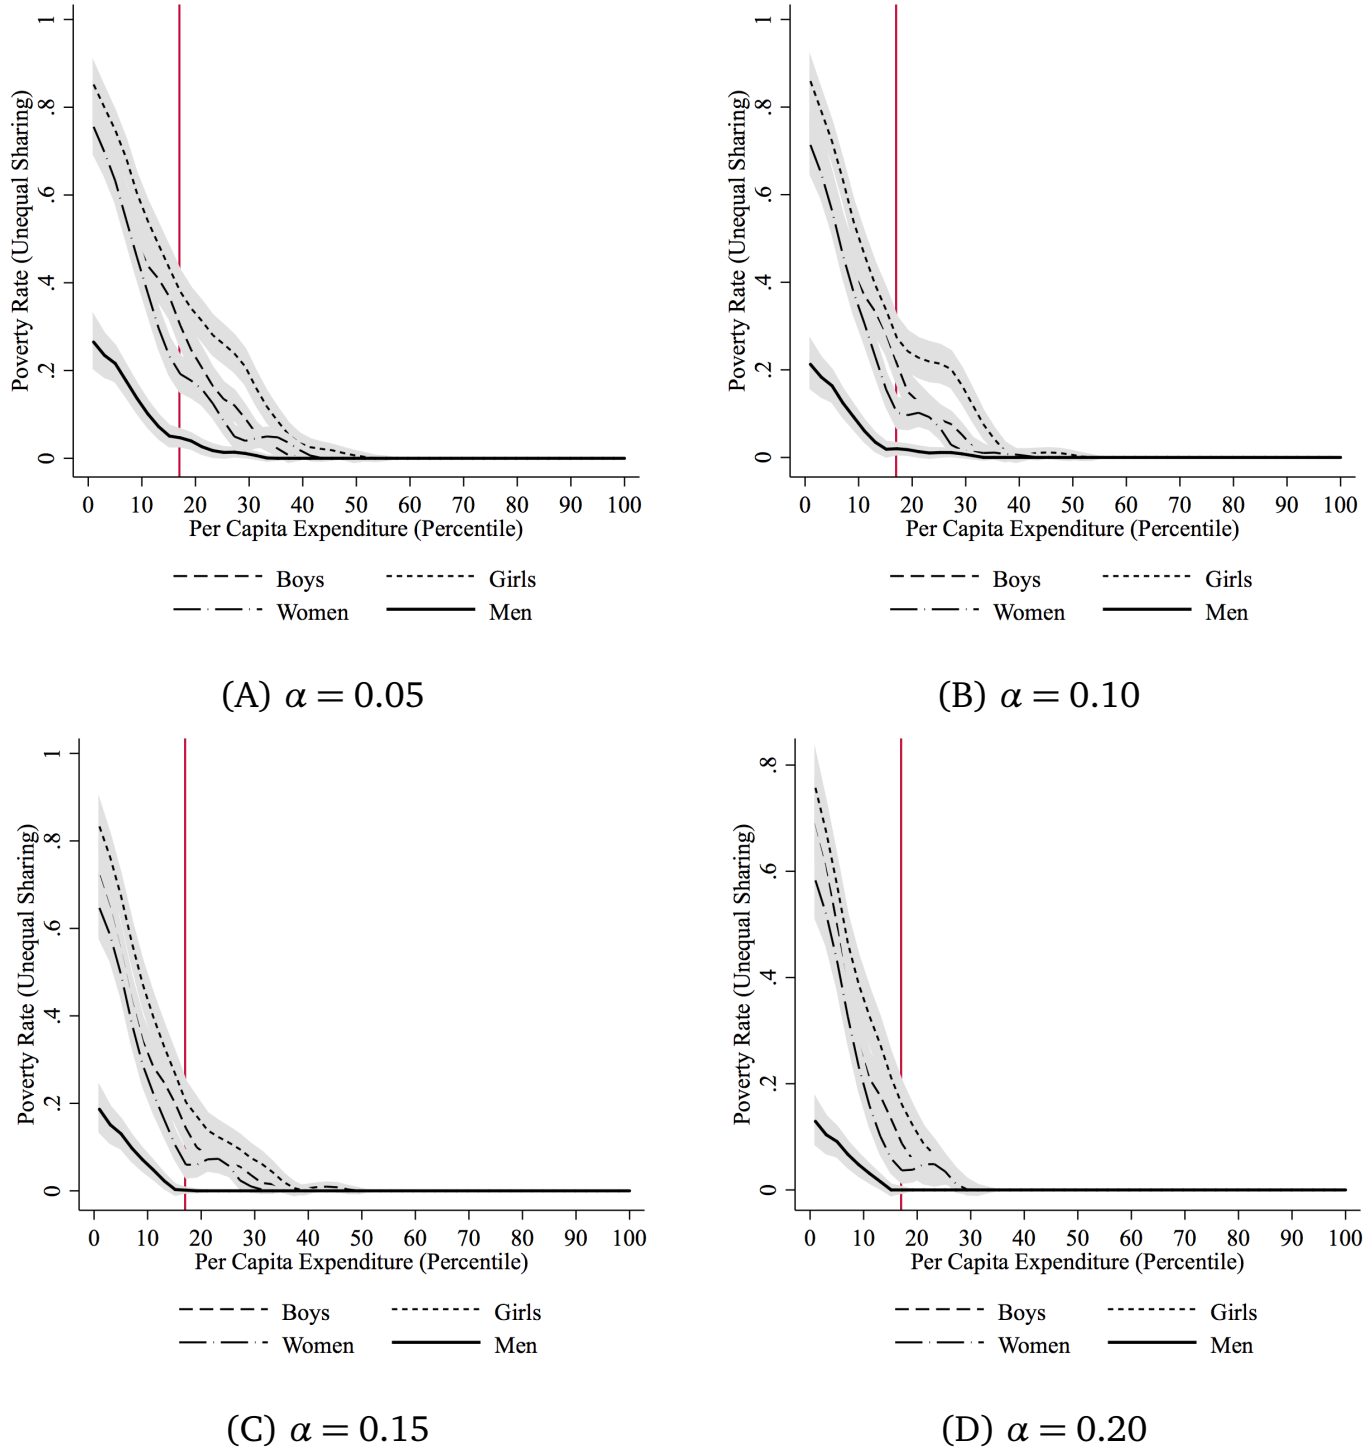 Poverty Rate (Unequal Sharing)
1
.8
.6
.4
.2
0
0 10 20 30 40 50 60 70 80 90 100
Per Capita Expenditure (Percentile)
Boys Girls
Women Men
(A) α = 0.05
Poverty Rate (Unequal Sharing)
1
.8
.6
.4
.2
0
0 10 20 30 40 50 60 70 80 90 100
Per Capita Expenditure (Percentile)
Boys Girls
Women Men
(B) α = 0.10
Poverty Rate (Unequal Sharing)
1
.8
.6
.4
.2
0
0 10 20 30 40 50 60 70 80 90 100
Per Capita Expenditure (Percentile)
Boys Girls
Women Men
(C) α = 0.15
Poverty Rate (Unequal Sharing)
.8
.6
.4
.2
0
0 10 20 30 40 50 60 70 80 90 100
Per Capita Expenditure (Percentile)
Boys Girls
Women Men
(D) α = 0.20